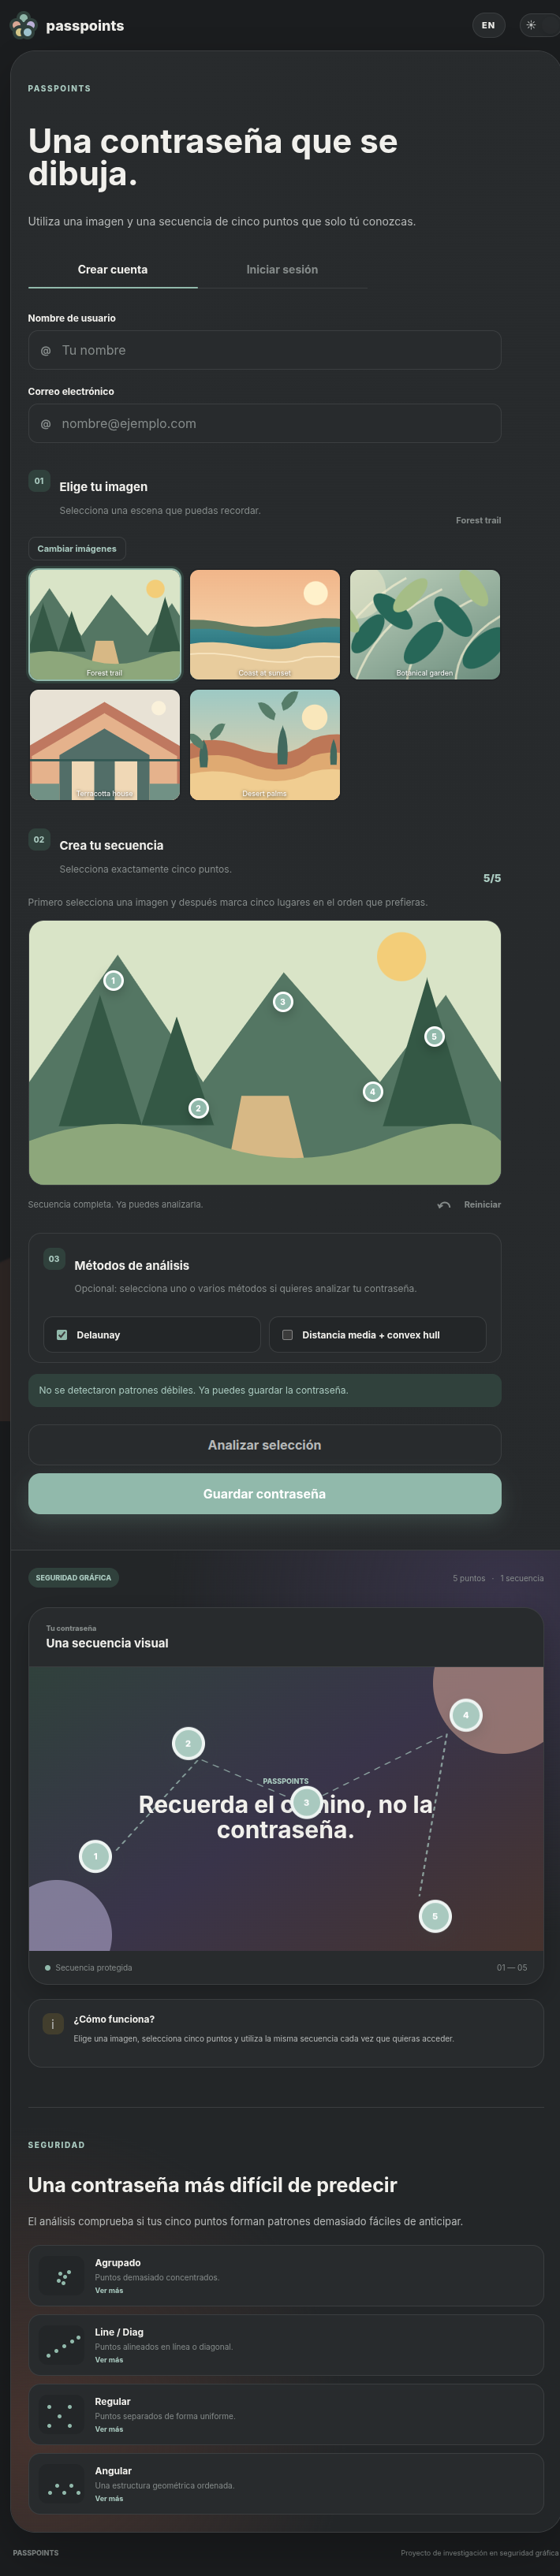 passpoints
EN
PASSPOINTS
Una contraseña que se
dibuja.
Utiliza una imagen y una secuencia de cinco puntos que solo tú conozcas.
Crear cuenta
Iniciar sesión
Nombre de usuario
@ Tu nombre
Correo electrónico
@ nombre@ejemplo.com
01 Elige tu imagen
Selecciona una escena que puedas recordar.
Forest trail
Cambiar imágenes
Forest trail
Coast at sunset
Botanical garden
Terracotta house
Desert palms
02 Crea tu secuencia
Selecciona exactamente cinco puntos.
5/5
Primero selecciona una imagen y después marca cinco lugares en el orden que prefieras.
1
3
5
4
2
Secuencia completa. Ya puedes analizarla.
Reiniciar
03 Métodos de análisis
Opcional: selecciona uno o varios métodos si quieres analizar tu contraseña.
Delaunay
Distancia media + convex hull
No se detectaron patrones débiles. Ya puedes guardar la contraseña.
Analizar selección
Guardar contraseña
SEGURIDAD GRÁFICA
5 puntos · 1 secuencia
Tu contraseña
Una secuencia visual
4
2
PASSPOINTS
3
Recuerda el camino, no la
contraseña.
1
5
Secuencia protegida
01 — 05
i ¿Cómo funciona?
Elige una imagen, selecciona cinco puntos y utiliza la misma secuencia cada vez que quieras acceder.
SEGURIDAD
Una contraseña más difícil de predecir
El análisis comprueba si tus cinco puntos forman patrones demasiado fáciles de anticipar.
Agrupado
Puntos demasiado concentrados.
Ver más
Line / Diag
Puntos alineados en línea o diagonal.
Ver más
Regular
Puntos separados de forma uniforme.
Ver más
Angular
Una estructura geométrica ordenada.
Ver más
PASSPOINTS
Proyecto de investigación en seguridad gráfica